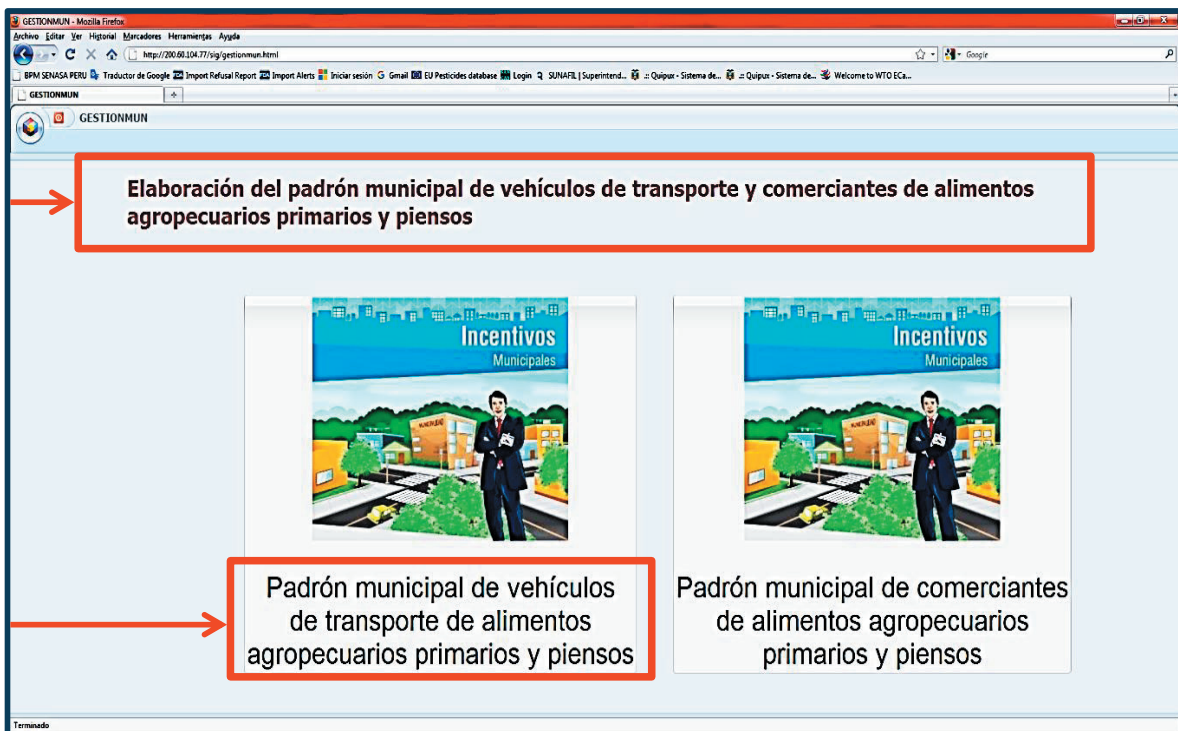 GESTIONMUN - Mozilla Firefox
Archivo Editar Ver Historial Marcadores Herramientas Ayuda
http://200.60.104.77/sig/gestionmun.html
Google
BPM SENASA PERU Traductor de Google Import Refusal Report Import Alerts Iniciar sesión Gmail EU Pesticides database Login SUNAFIL | Superintend... .:: Quipux - Sistema de... .:: Quipux - Sistema de... Welcome to WTO ECa...
GESTIONMUN
GESTIONMUN
Elaboración del padrón municipal de vehículos de transporte y comerciantes de alimentos
agropecuarios primarios y piensos
Incentivos
Municipales
MUNICIPALIDAD
Incentivos
Municipales
MUNICIPALIDAD
Padrón municipal de vehículos
de transporte de alimentos
agropecuarios primarios y piensos
Padrón municipal de comerciantes
de alimentos agropecuarios
primarios y piensos
Terminado